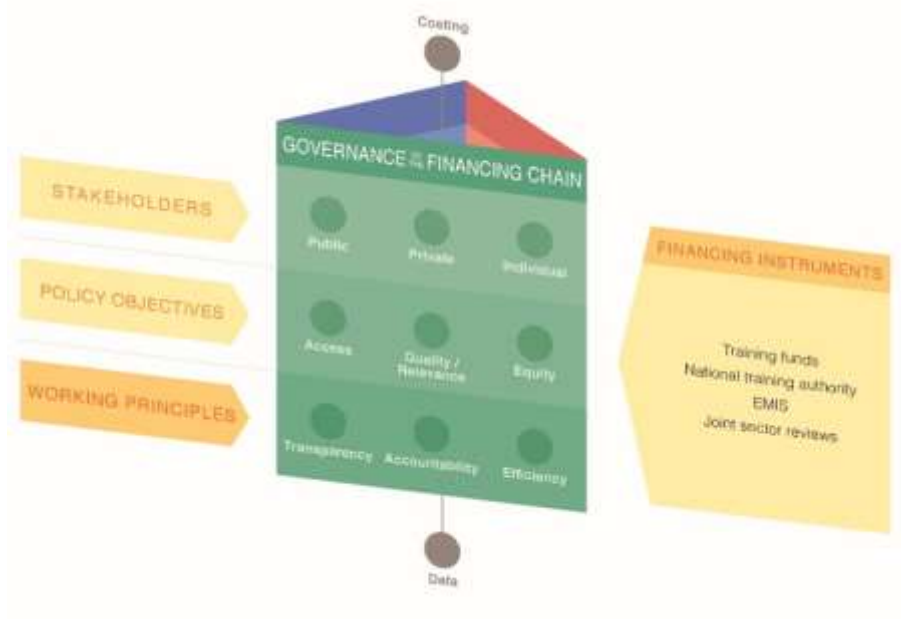 Costing
GOVERNANCE OF THE FINANCING CHAIN
STAKEHOLDERS
Public
Private
Individual
POLICY OBJECTIVES
Access
Quality /
Relevance
Equity
WORKING PRINCIPLES
Transparency
Accountability
Efficiency
Data
FINANCING INSTRUMENTS
Training funds
National training authority
EMIS
Joint sector reviews